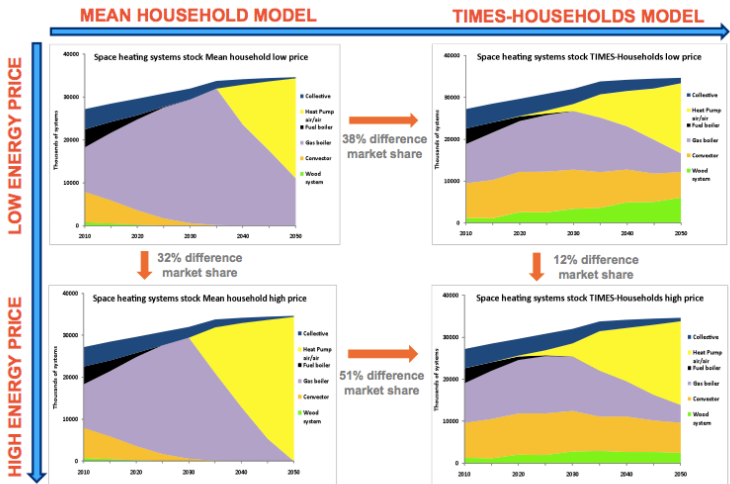 MEAN HOUSEHOLD MODEL
TIMES-HOUSEHOLDS MODEL
LOW ENERGY PRICE
Space heating systems stock Mean household low price
Thousands of systems
40000
30000
20000
10000
0
2010 2020 2030 2040 2050
Collective
Heat Pump
air/air
Fuel boiler
Gas boiler
Convector
Wood
system
38% difference
market share
Space heating systems stock TIMES-Households low price
Thousands of systems
40000
30000
20000
10000
0
2010 2020 2030 2040 2050
Collective
Heat Pump
air/air
Fuel boiler
Gas boiler
Convector
Wood
system
32% difference
market share
12% difference
market share
HIGH ENERGY PRICE
Space heating systems stock Mean household high price
Thousands of systems
40000
30000
20000
10000
0
2010 2020 2030 2040 2050
Collective
Heat Pump
air/air
Fuel boiler
Gas boiler
Convector
Wood
system
51% difference
market share
Space heating systems stock TIMES-Households high price
Thousands of systems
40000
30000
20000
10000
0
2010 2020 2030 2040 2050
Collective
Heat Pump
air/air
Fuel boiler
Gas boiler
Convector
Wood
system